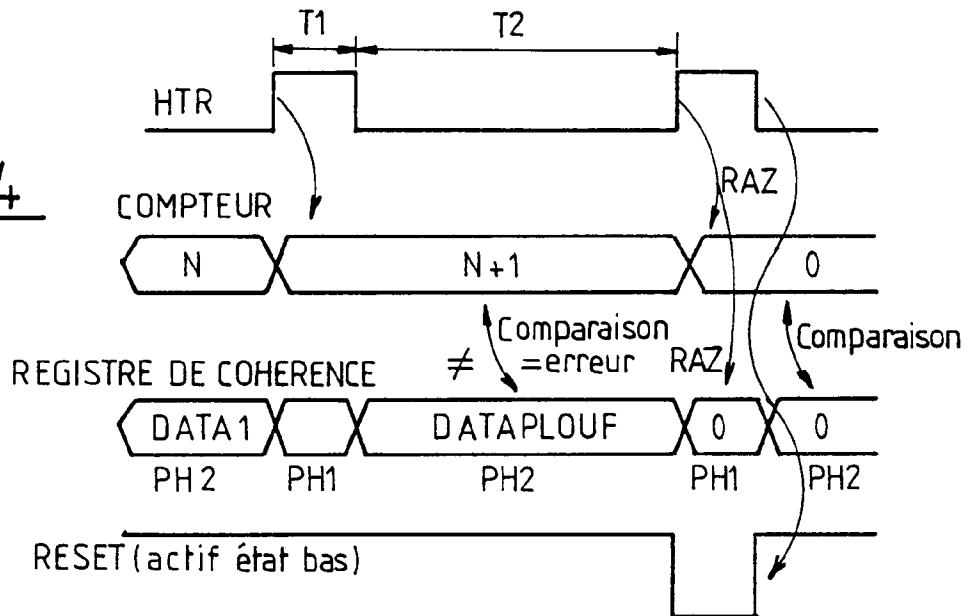 T1 T2
HTR
RAZ
COMPTEUR
N N+1 0
Comparaison Comparaison
≠ =erreur RAZ
REGISTRE DE COHERENCE
DATA1 DATAPLOUF 0 0
PH2 PH1 PH2 PH1 PH2
RESET (actif état bas)